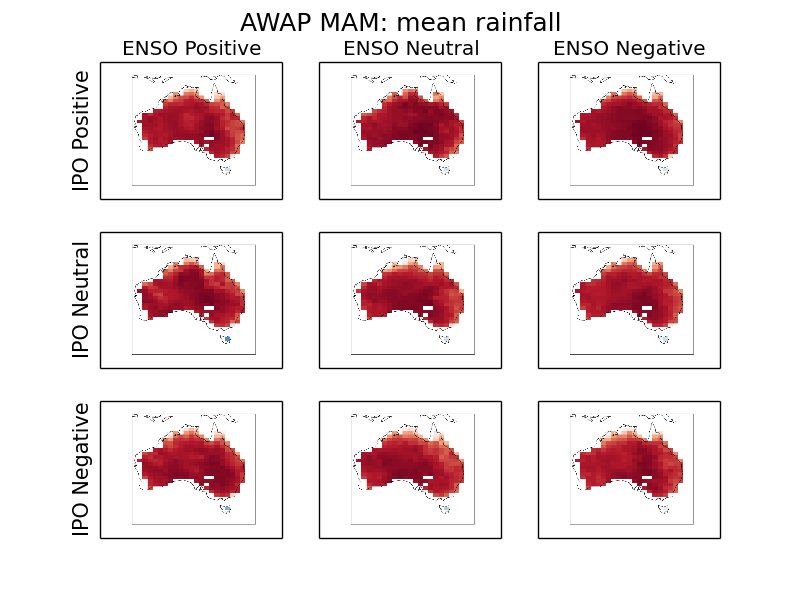 AWAP MAM: mean rainfall
ENSO Positive
ENSO Neutral
ENSO Negative
IPO Positive
IPO Neutral
IPO Negative